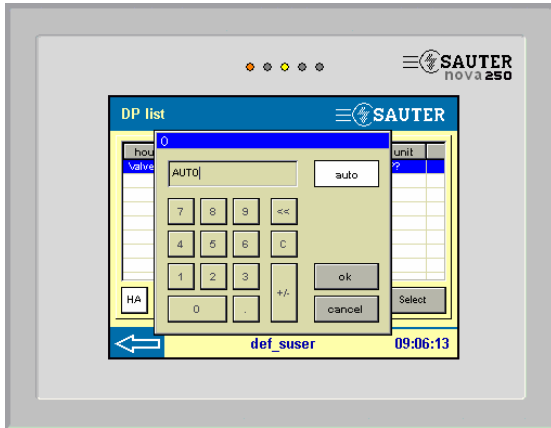 SAUTER
nova 250
DP list
SAUTER
0
hou
unit
Valve
??
AUTO
auto
7 8 9 <<
4 5 6 C
1 2 3 +/-
0 .
ok
cancel
HA
Select
def_suser
09:06:13